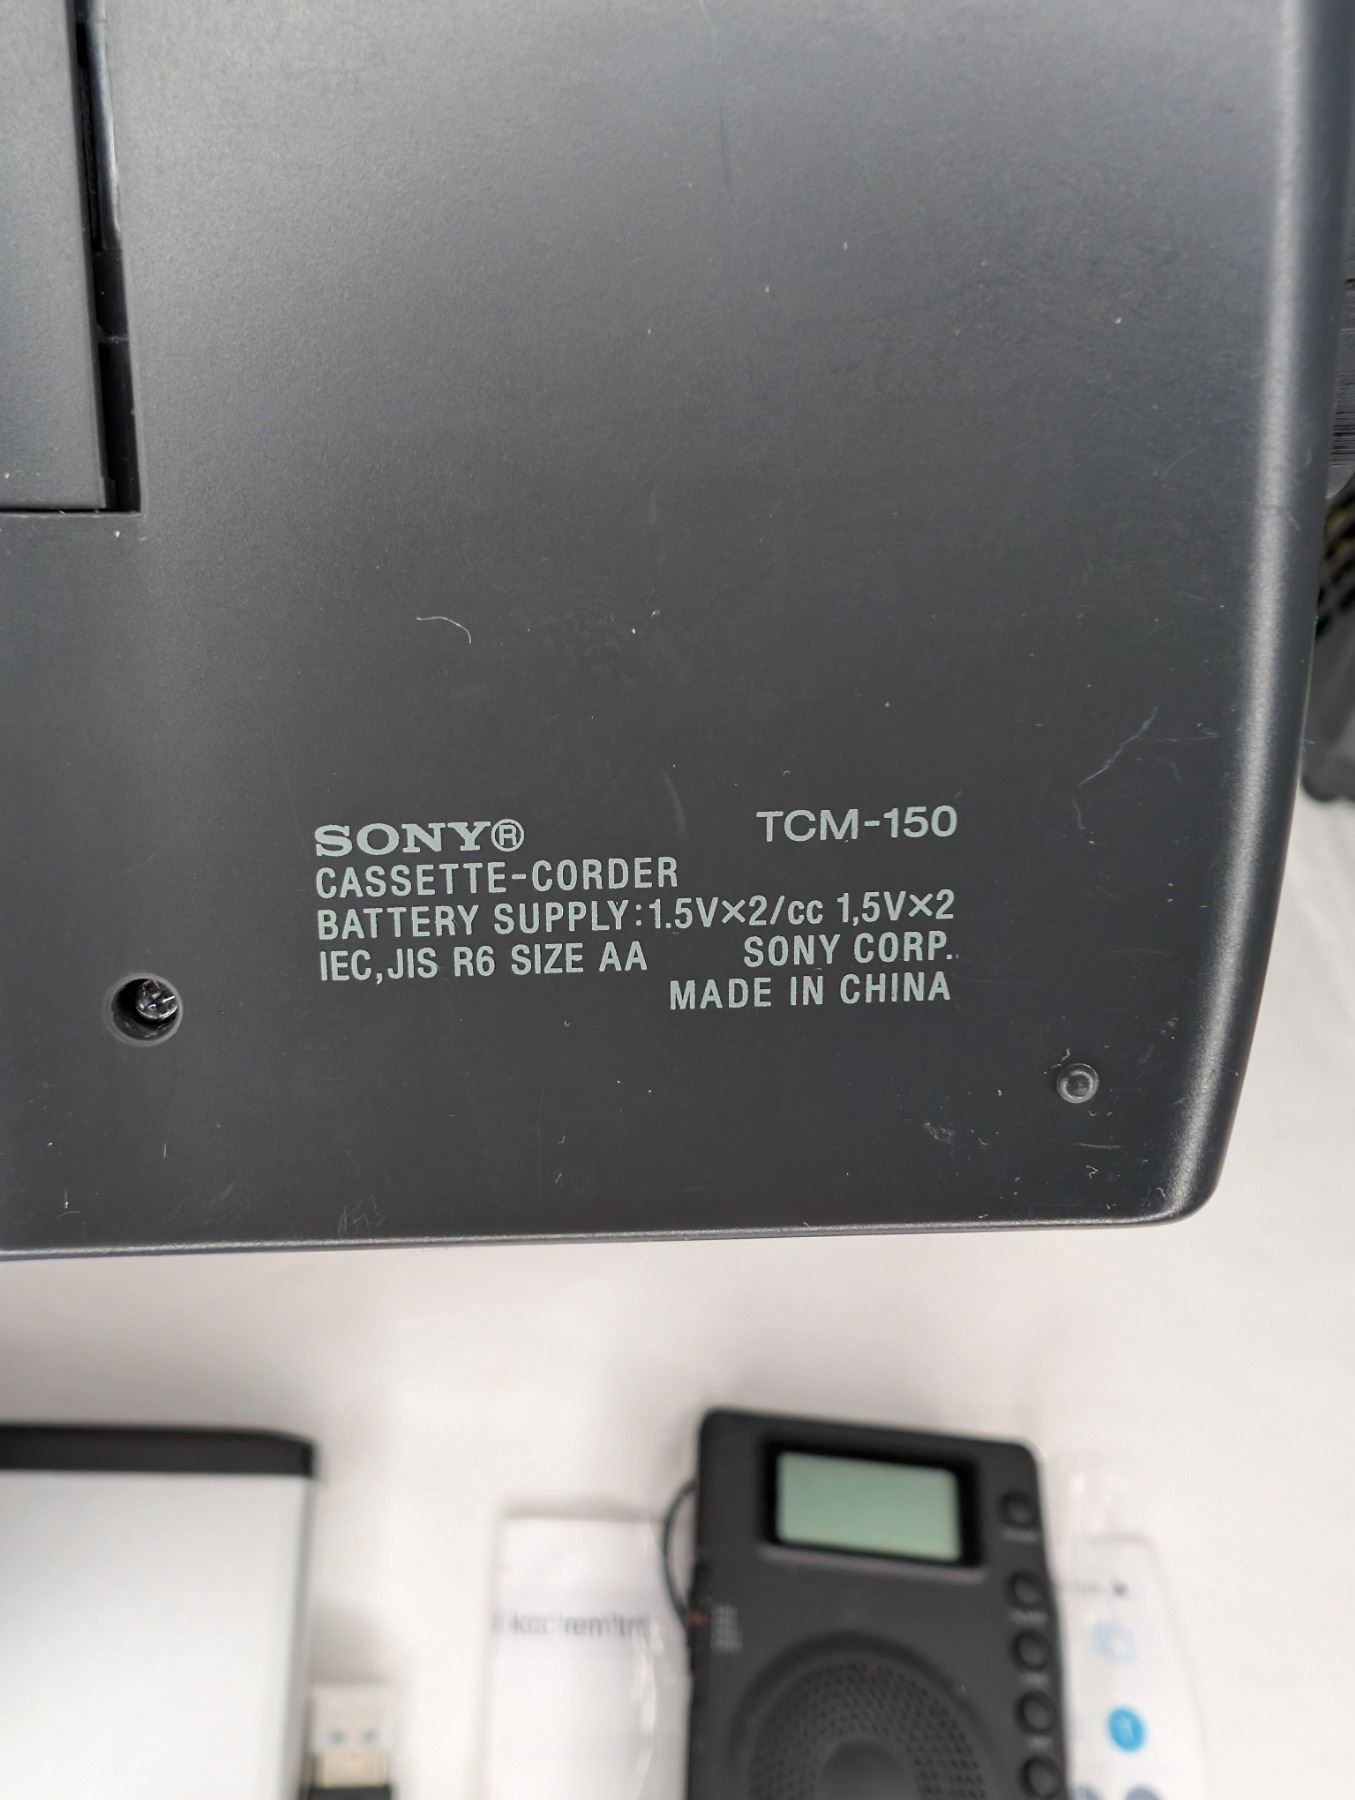 SONY® TCM-150
CASSETTE-CORDER
BATTERY SUPPLY:1.5V×2/cc 1,5V×2
IEC,JIS R6 SIZE AA SONY CORP.
MADE IN CHINA